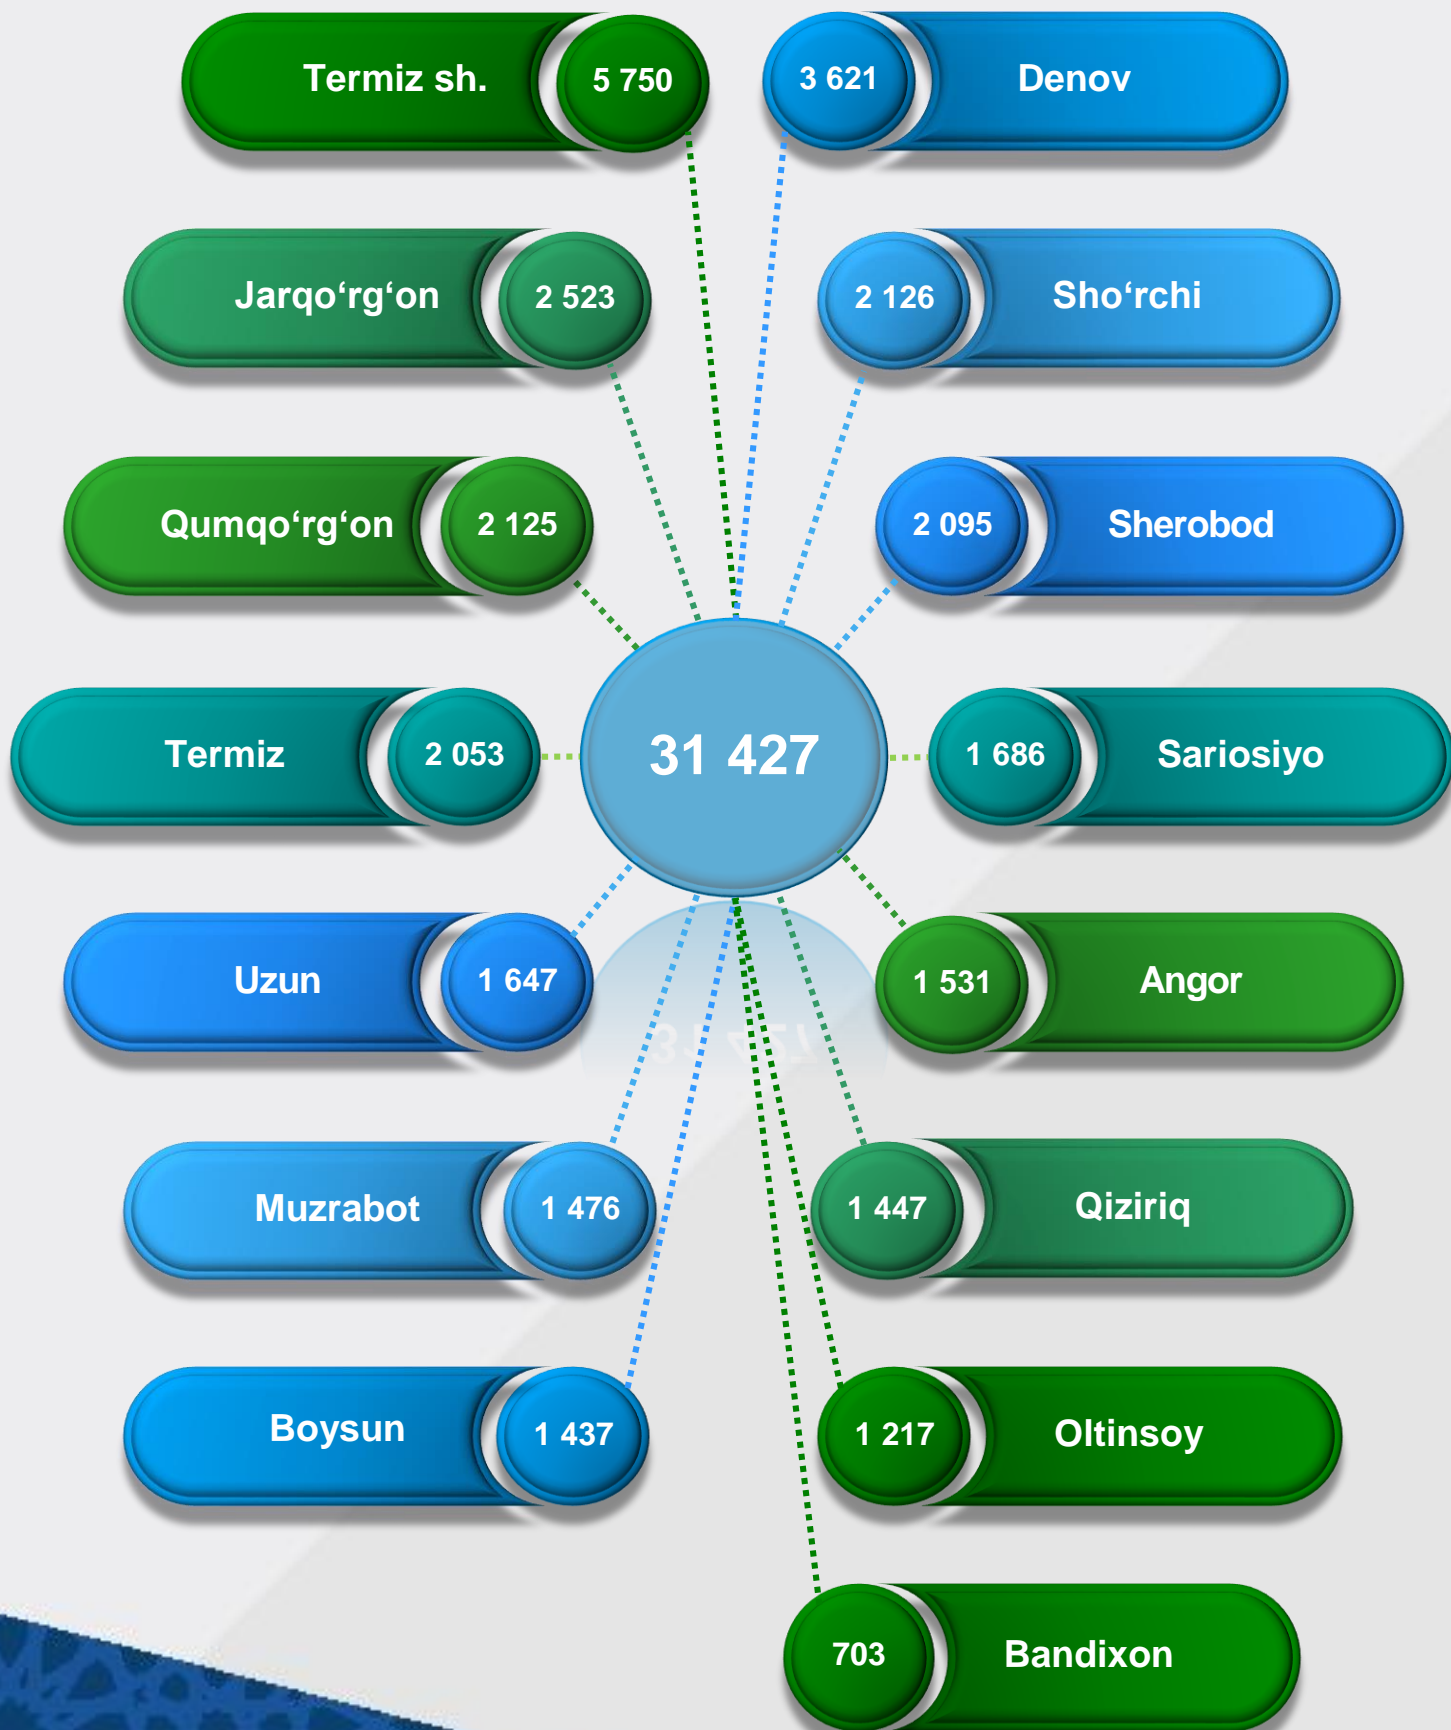 Termiz sh. 5 750
3 621 Denov
Jarqo‘rg‘on 2 523
2 126 Sho‘rchi
Qumqo‘rg‘on 2 125
2 095 Sherobod
Termiz 2 053
31 427
1 686 Sariosiyo
Uzun 1 647
1 531 Angor
Muzrabot 1 476
1 447 Qiziriq
Boysun 1 437
1 217 Oltinsoy
703 Bandixon